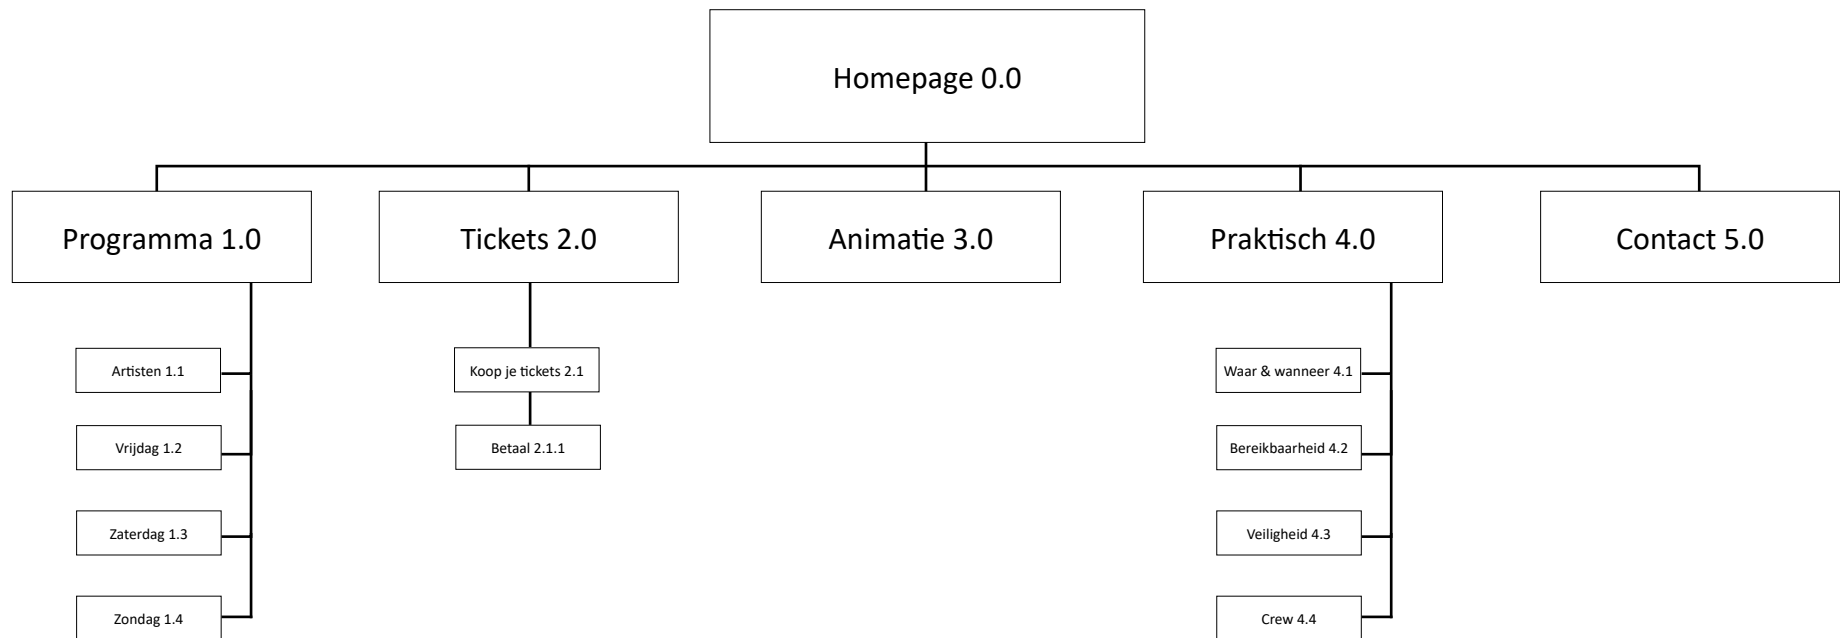 Homepage 0.0
Programma 1.0
Tickets 2.0
Animatie 3.0
Praktisch 4.0
Contact 5.0
Artisten 1.1
Vrijdag 1.2
Zaterdag 1.3
Zondag 1.4
Koop je tickets 2.1
Betaal 2.1.1
Waar & wanneer 4.1
Bereikbaarheid 4.2
Veiligheid 4.3
Crew 4.4